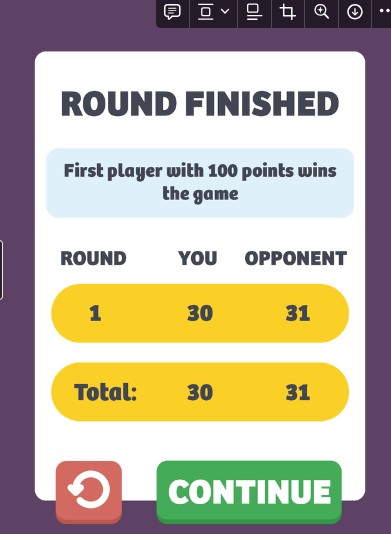 ROUND FINISHED
First player with 100 points wins
the game
ROUND YOU OPPONENT
1 30 31
Total: 30 31
CONTINUE